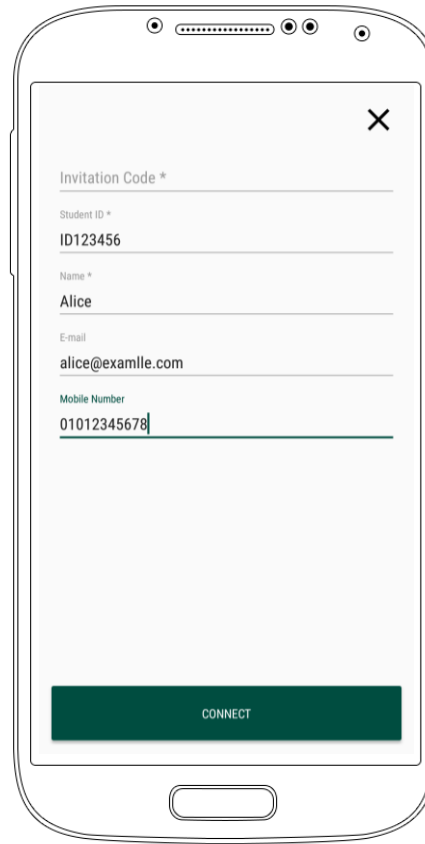 Invitation Code *
Student ID *
ID123456
Name *
Alice
E-mail
alice@examlle.com
Mobile Number
01012345678
CONNECT